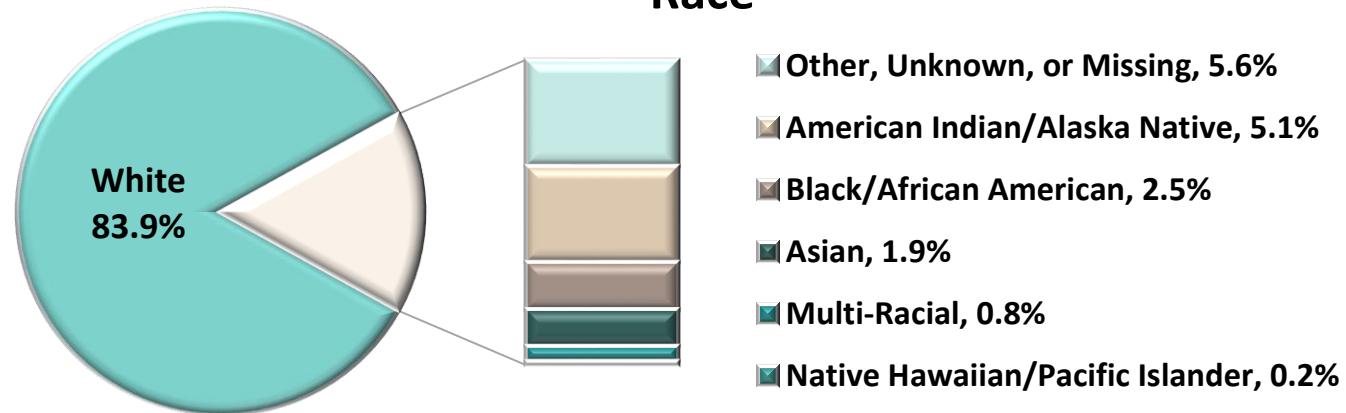 Race
White
83.9%
Other, Unknown, or Missing, 5.6%
American Indian/Alaska Native, 5.1%
Black/African American, 2.5%
Asian, 1.9%
Multi-Racial, 0.8%
Native Hawaiian/Pacific Islander, 0.2%